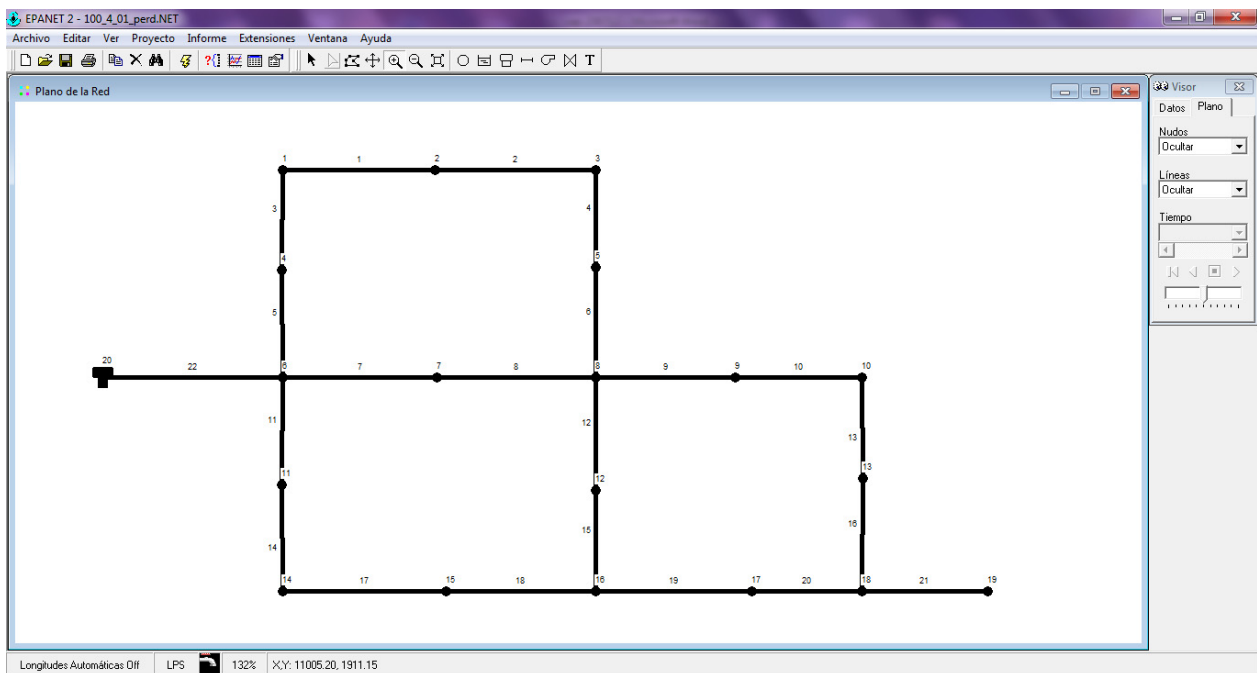 EPANET 2 - 100_4_01_perd.NET
Archivo Editar Ver Proyecto Informe Extensiones Ventana Ayuda
T
Plano de la Red
Visor
Datos Plano
Nudos
Ocultar
Líneas
Ocultar
Tiempo
1 1 2 2 3
3 4
4 5
5 6
20 22 6 7 7 8 8 9 9 10 10
11 12
13
11 12 13
14 15 16
14 17 15 18 16 19 17 20 18 21 19
Longitudes Automáticas Off LPS 132% X,Y: 11005.20, 1911.15